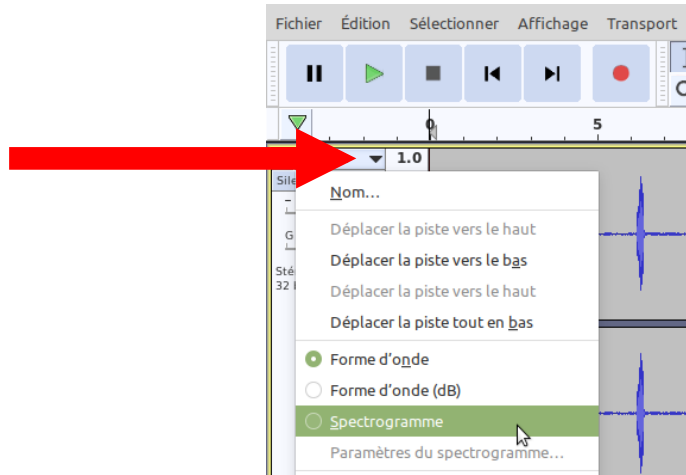 Fichier Édition Sélectionner Affichage Transport
0 5
1.0
Nom...
Déplacer la piste vers le haut
Déplacer la piste vers le bas
Déplacer la piste vers le haut
Déplacer la piste tout en bas
Forme d'onde
Forme d'onde (dB)
Spectrogramme
Paramètres du spectrogramme...
G
32